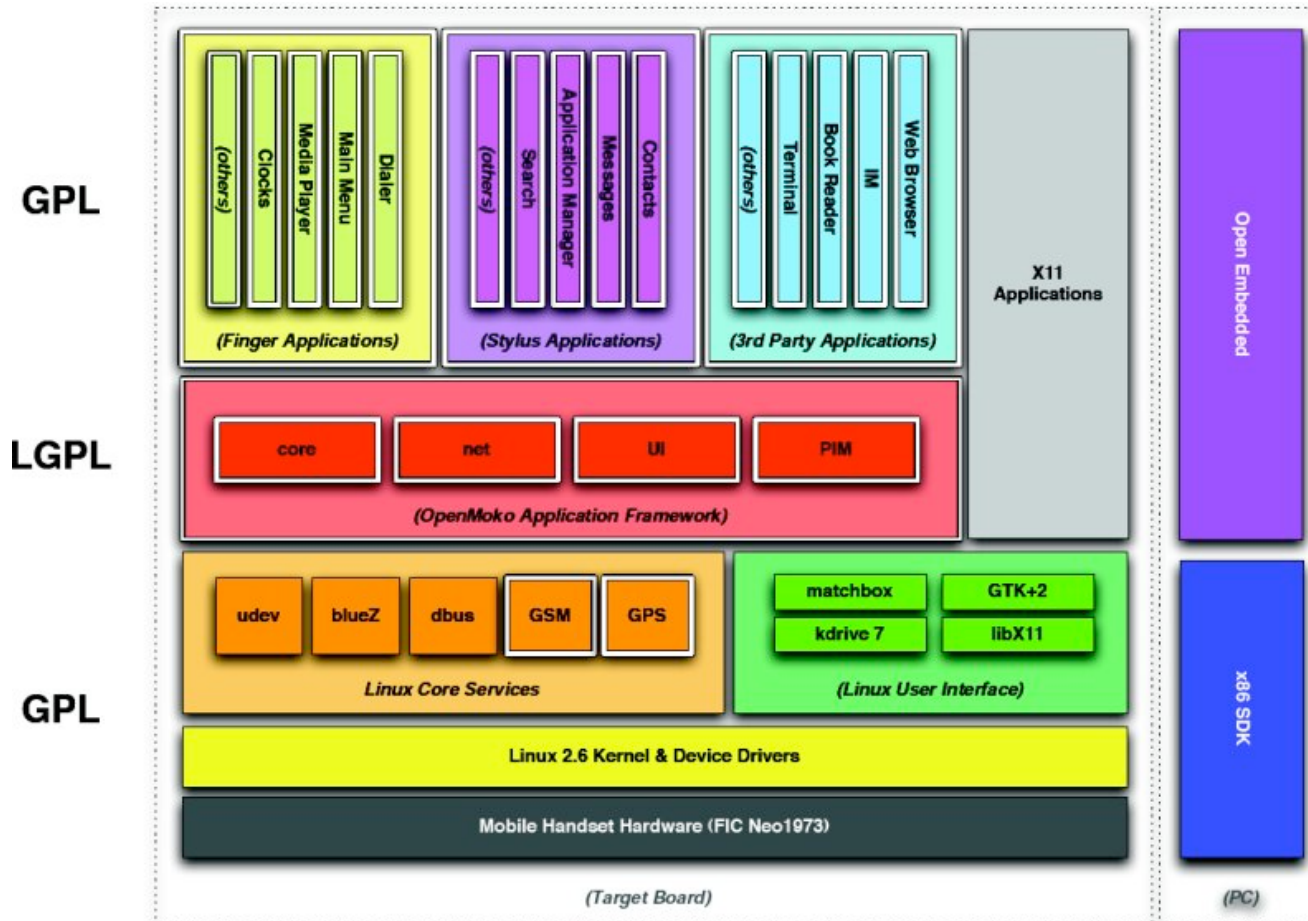 GPL
(others)
Clocks
Media Player
Main Menu
Dialer
(Finger Applications)
(others)
Search
Application Manager
Messages
Contacts
(Stylus Applications)
(others)
Terminal
Book Reader
IM
Web Browser
(3rd Party Applications)
X11
Applications
Open Embedded
LGPL
core
net
UI
PIM
(OpenMoko Application Framework)
GPL
udev
blueZ
dbus
GSM
GPS
Linux Core Services
matchbox
GTK+2
kdrive 7
libX11
(Linux User Interface)
x86 SDK
Linux 2.6 Kernel & Device Drivers
Mobile Handset Hardware (FIC Neo1973)
(Target Board)
(PC)